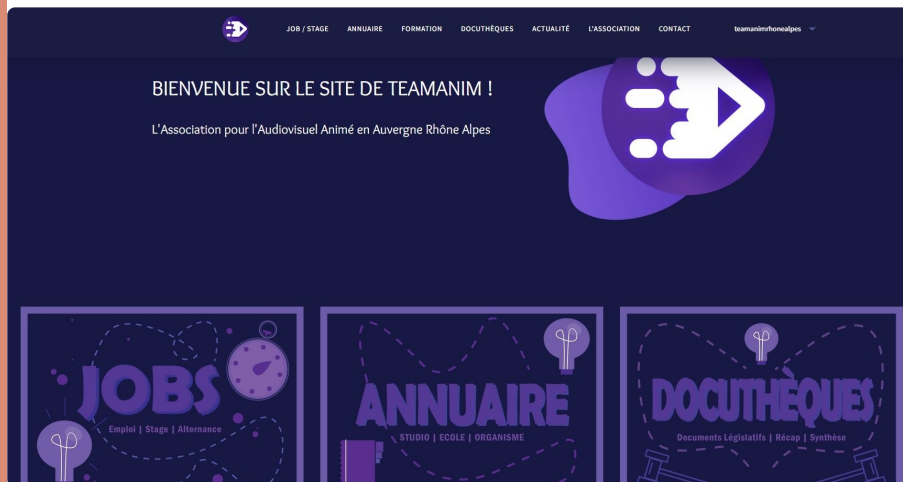 JOB / STAGE ANNUAIRE FORMATION DOCUTHÈQUES ACTUALITÉ L'ASSOCIATION CONTACT teamanimrhonealpes
BIENVENUE SUR LE SITE DE TEAMANIM !
L'Association pour l'Audiovisuel Animé en Auvergne Rhône Alpes
JOBS
Emploi | Stage | Alternance
ANNUAIRE
STUDIO | ECOLE | ORGANISME
DOCUTHÈQUES
Documents Législatifs | Récap | Synthèse